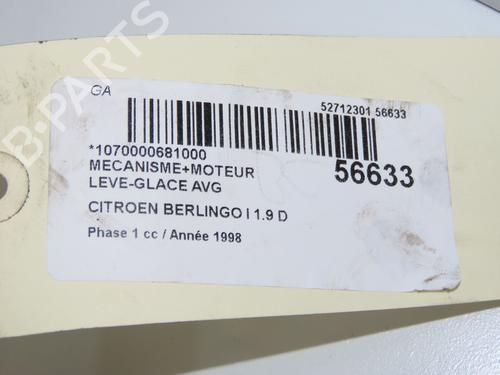 GA
52712301 56633
*1070000681000
56633
MECANISME+MOTEUR
LEVE-GLACE AVG
CITROEN BERLINGO I 1.9 D
Phase 1 cc / Année 1998
B-PARTS